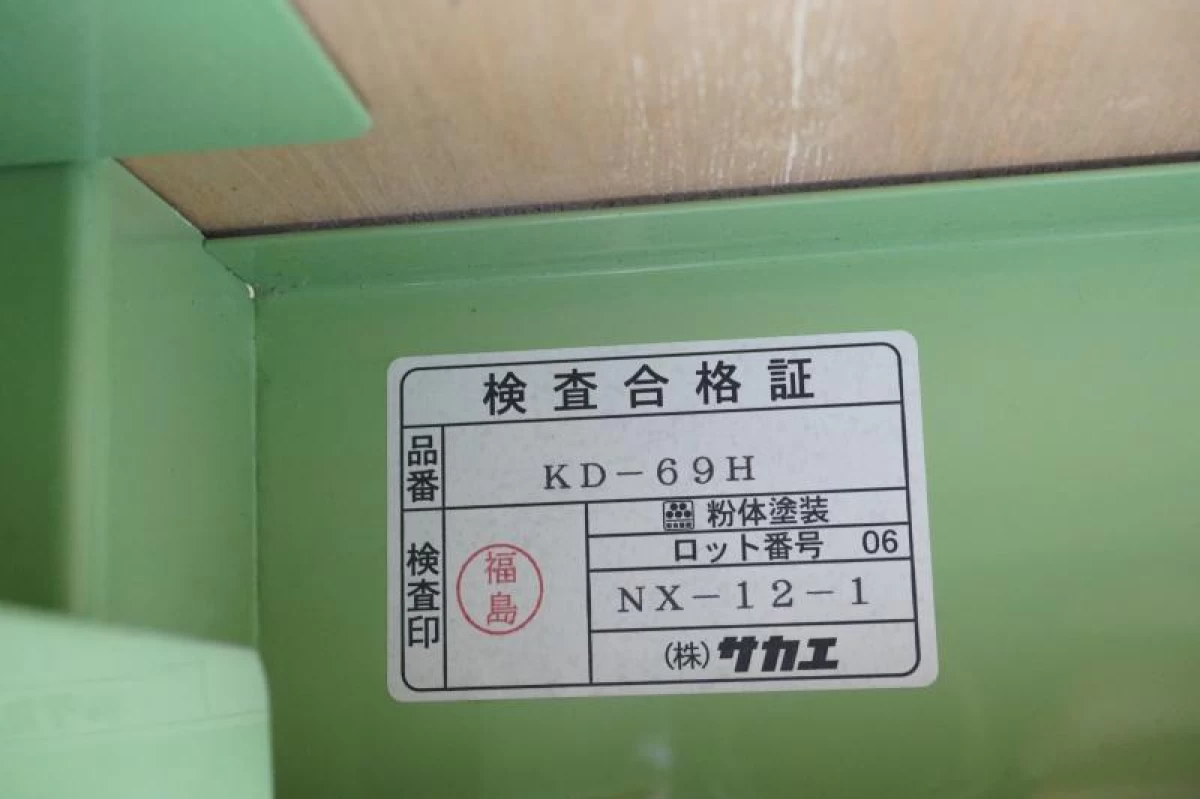 検査合格証
品番 KD-69H
検査印 福島
粉体塗装
ロット番号 06
NX-12-1
(株)サカエ